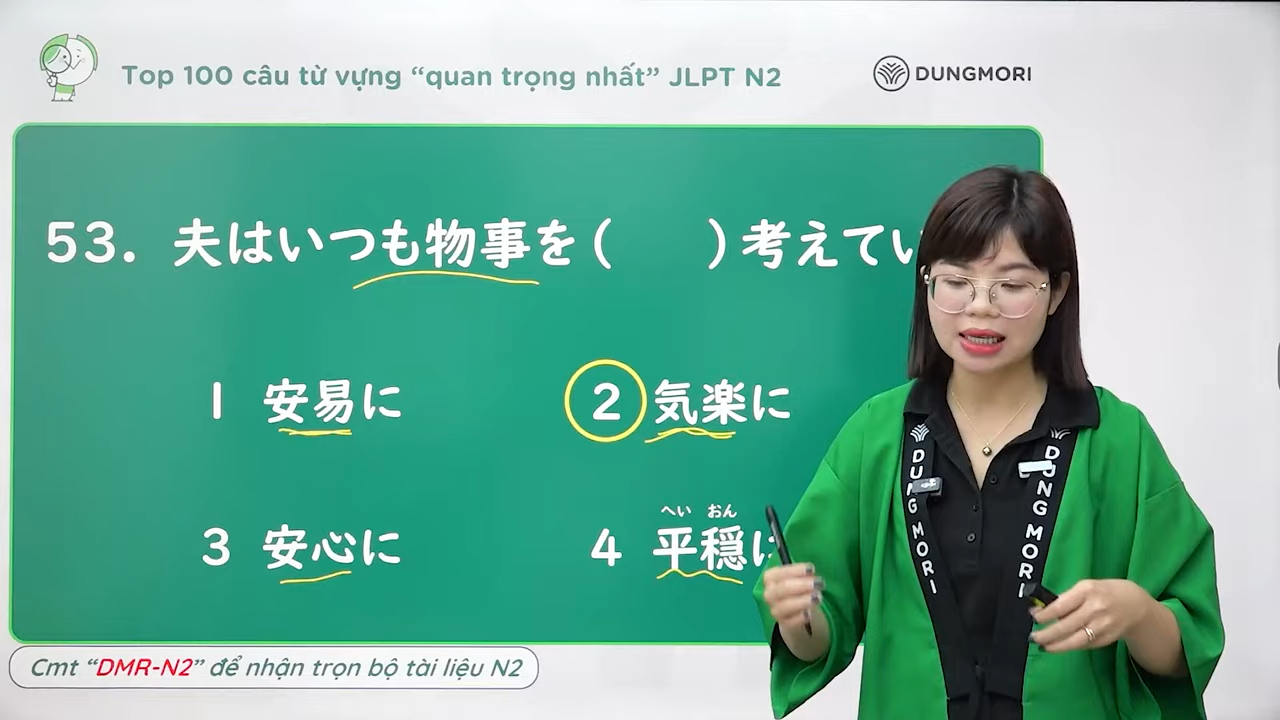 Top 100 câu từ vựng “quan trọng nhất” JLPT N2
DUNGMORI
53. 夫はいつも物事を( )考えてい
1 安易に
2 気楽に
3 安心に
へい おん
4 平穏に
Cmt “DMR-N2” để nhận trọn bộ tài liệu N2
DUNG MORI
DUNG MORI